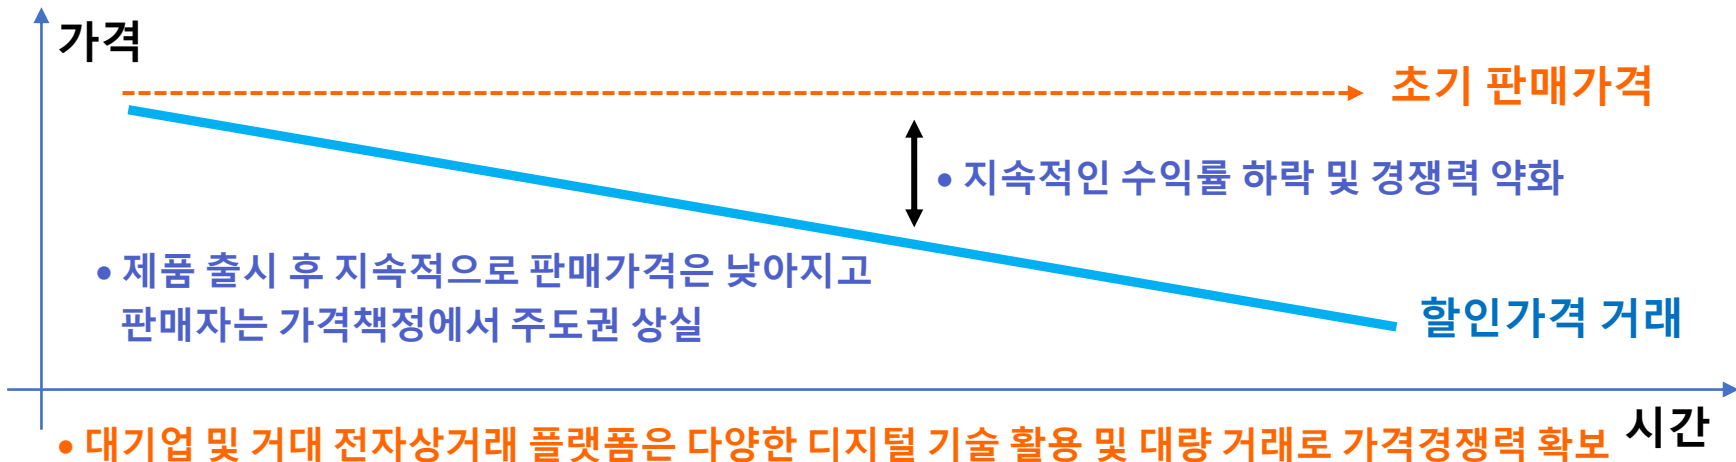 가격
초기 판매가격
• 지속적인 수익률 하락 및 경쟁력 약화
• 제품 출시 후 지속적으로 판매가격은 낮아지고
판매자는 가격책정에서 주도권 상실
할인가격 거래
시간
• 대기업 및 거대 전자상거래 플랫폼은 다양한 디지털 기술 활용 및 대량 거래로 가격경쟁력 확보